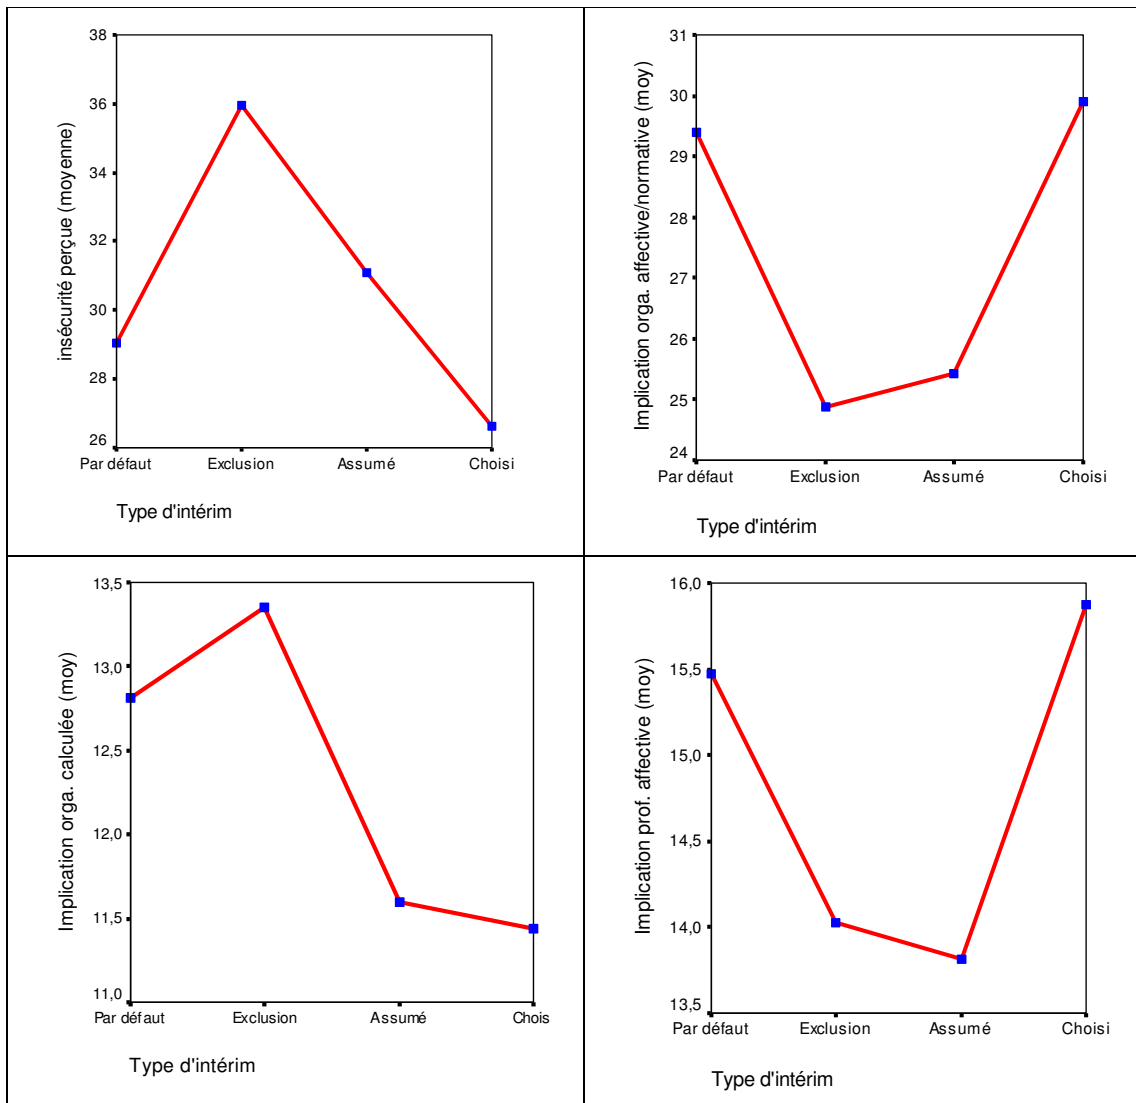 insécurité perçue (moyenne)
38
36
34
32
30
28
26
Par défaut Exclusion Assumé Choisi
Type d'intérim
Implication orga. affective/normative (moy)
31
30
29
28
27
26
25
24
Par défaut Exclusion Assumé Choisi
Type d'intérim
Implication orga. calculée (moy)
13,5
13,0
12,5
12,0
11,5
11,0
Par défaut Exclusion Assumé Chois
Type d'intérim
Implication prof. affective (moy)
16,0
15,5
15,0
14,5
14,0
13,5
Par défaut Exclusion Assumé Choisi
Type d'intérim